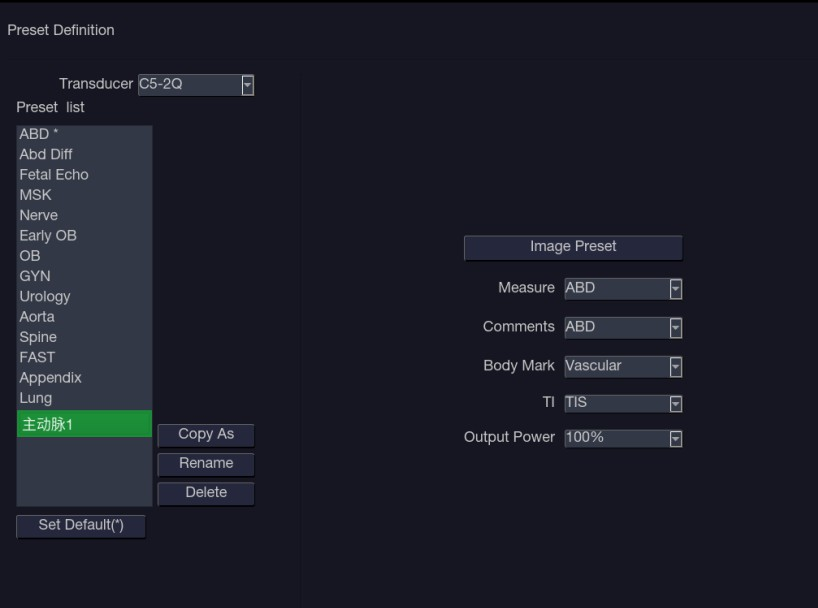 Preset Definition
Transducer C5-2Q
Preset list
ABD *
Abd Diff
Fetal Echo
MSK
Nerve
Early OB
OB
GYN
Urology
Aorta
Spine
FAST
Appendix
Lung
主动脉1
Copy As
Rename
Delete
Set Default(*)
Image Preset
Measure ABD
Comments ABD
Body Mark Vascular
TI TIS
Output Power 100%